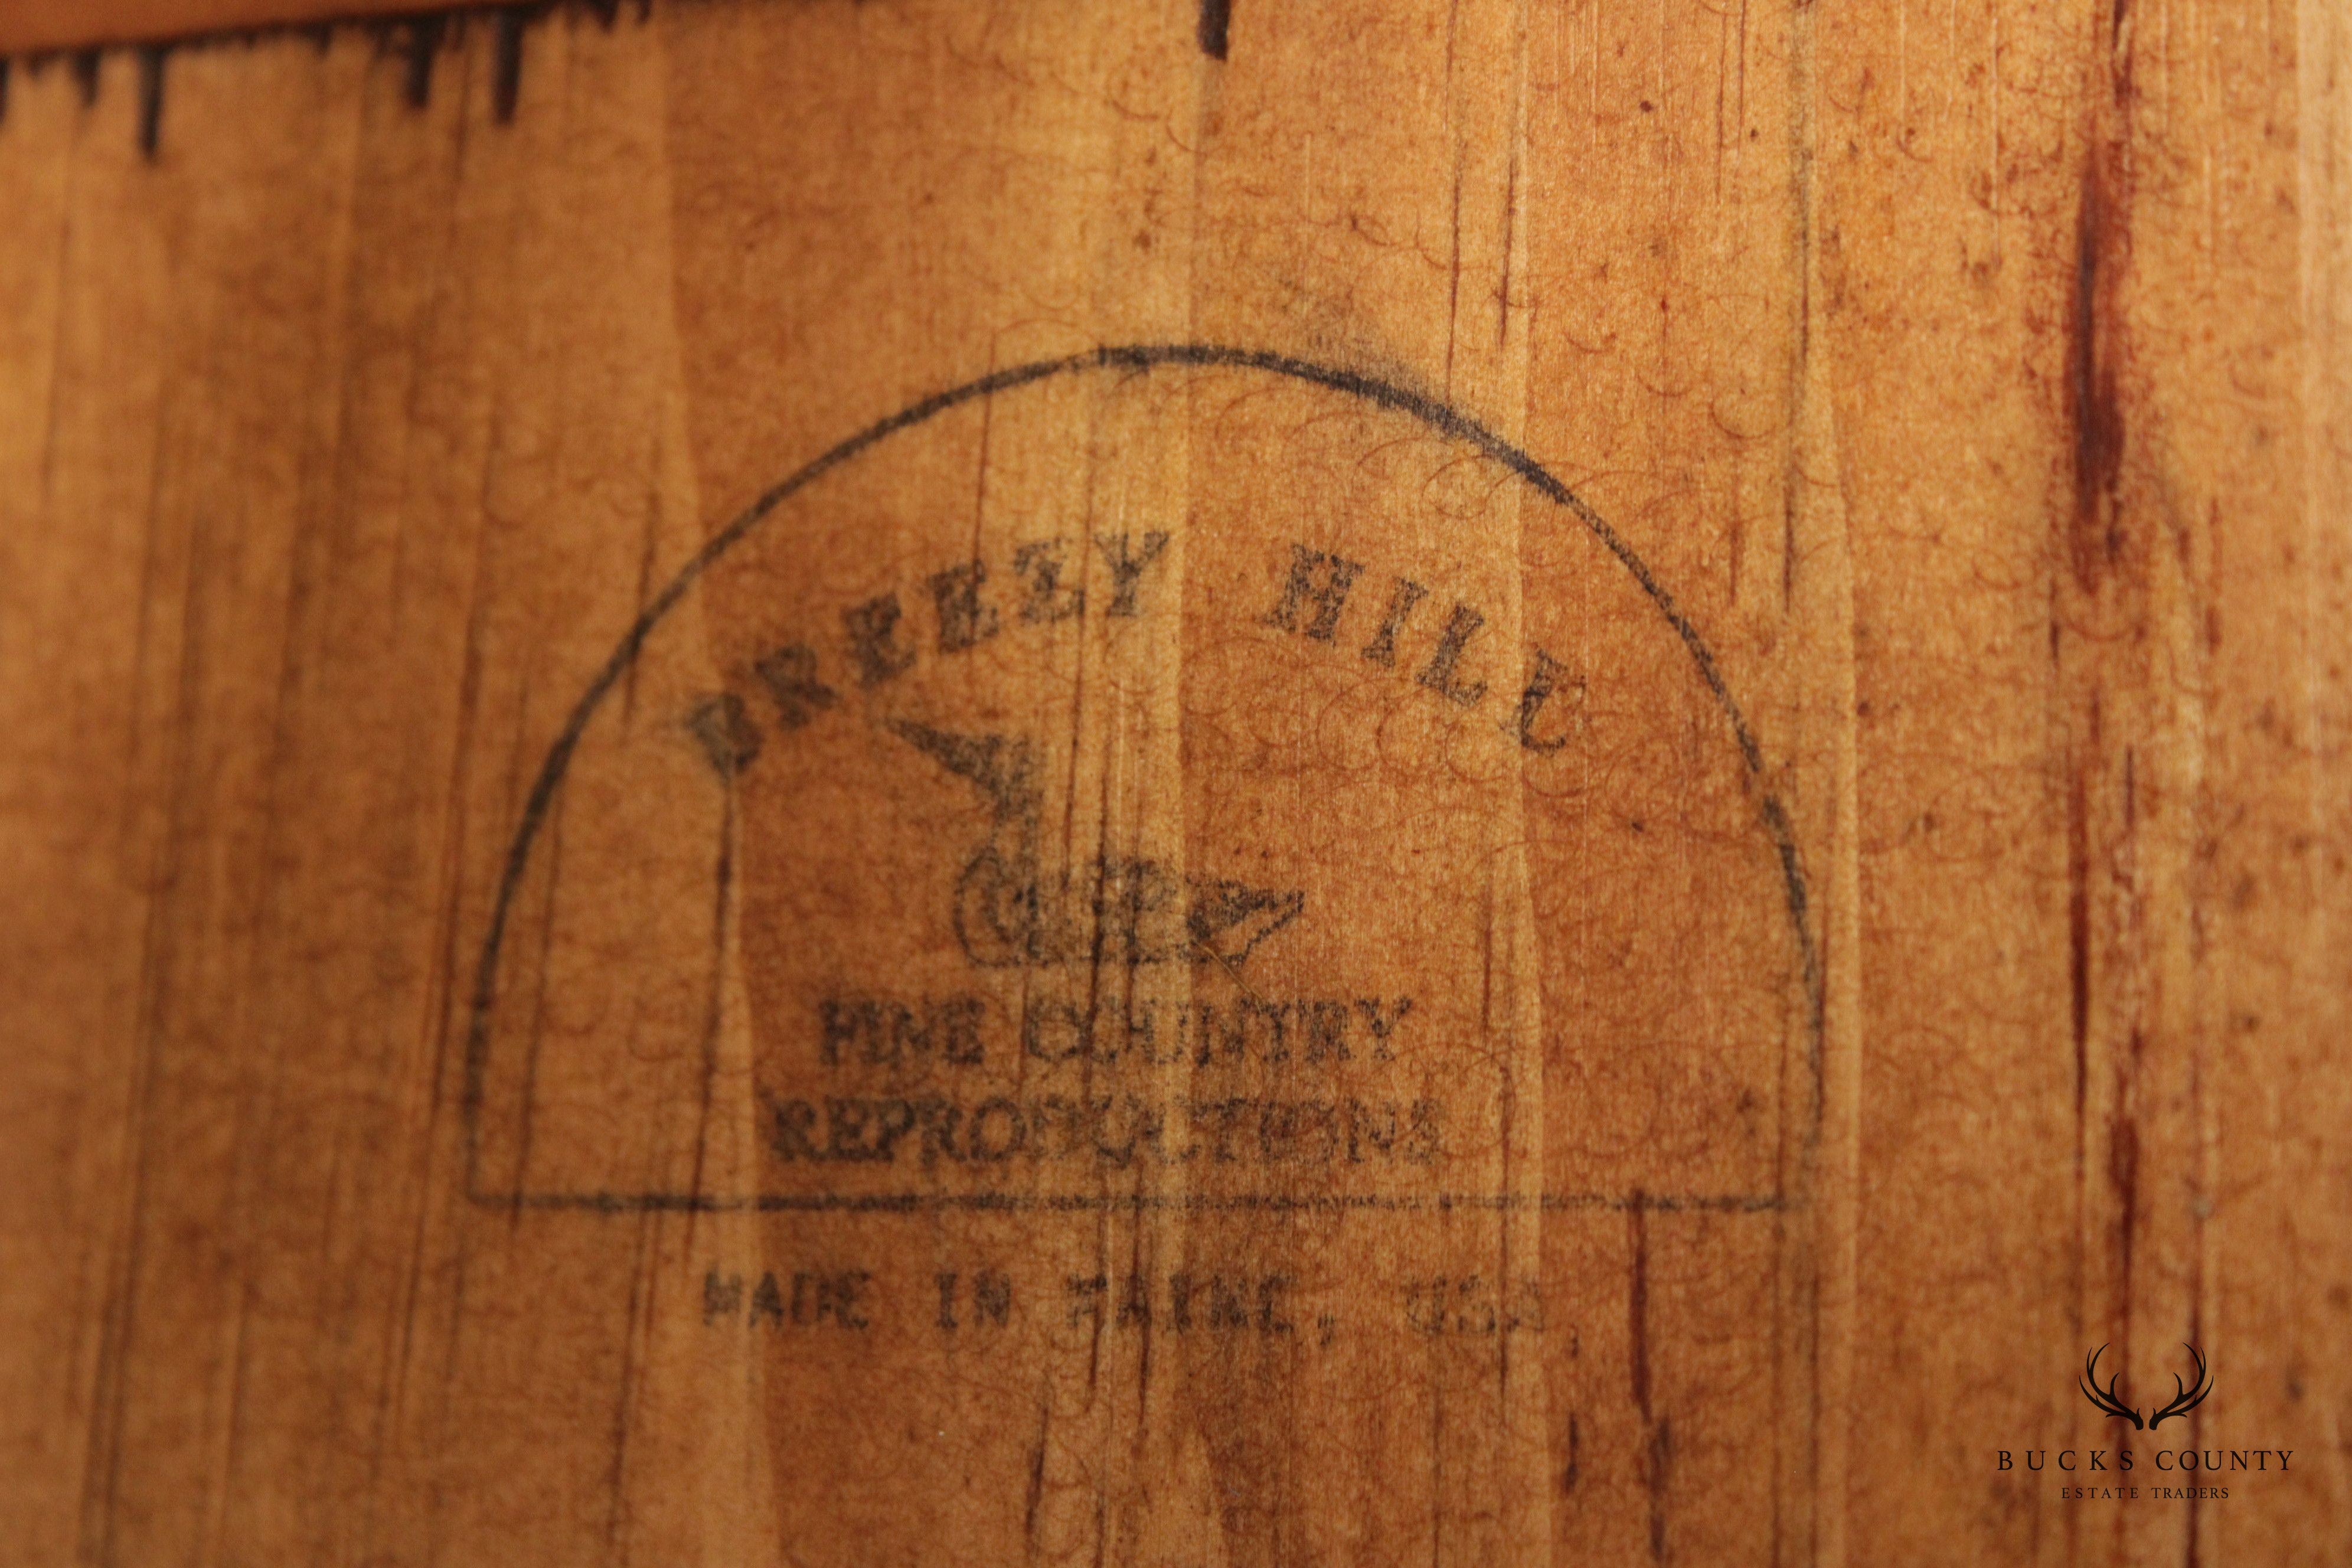 BREEZY HILL
FINE COUNTRY
REPRODUCTIONS
MADE IN MAINE, USA
BUCKS COUNTY
ESTATE TRADERS